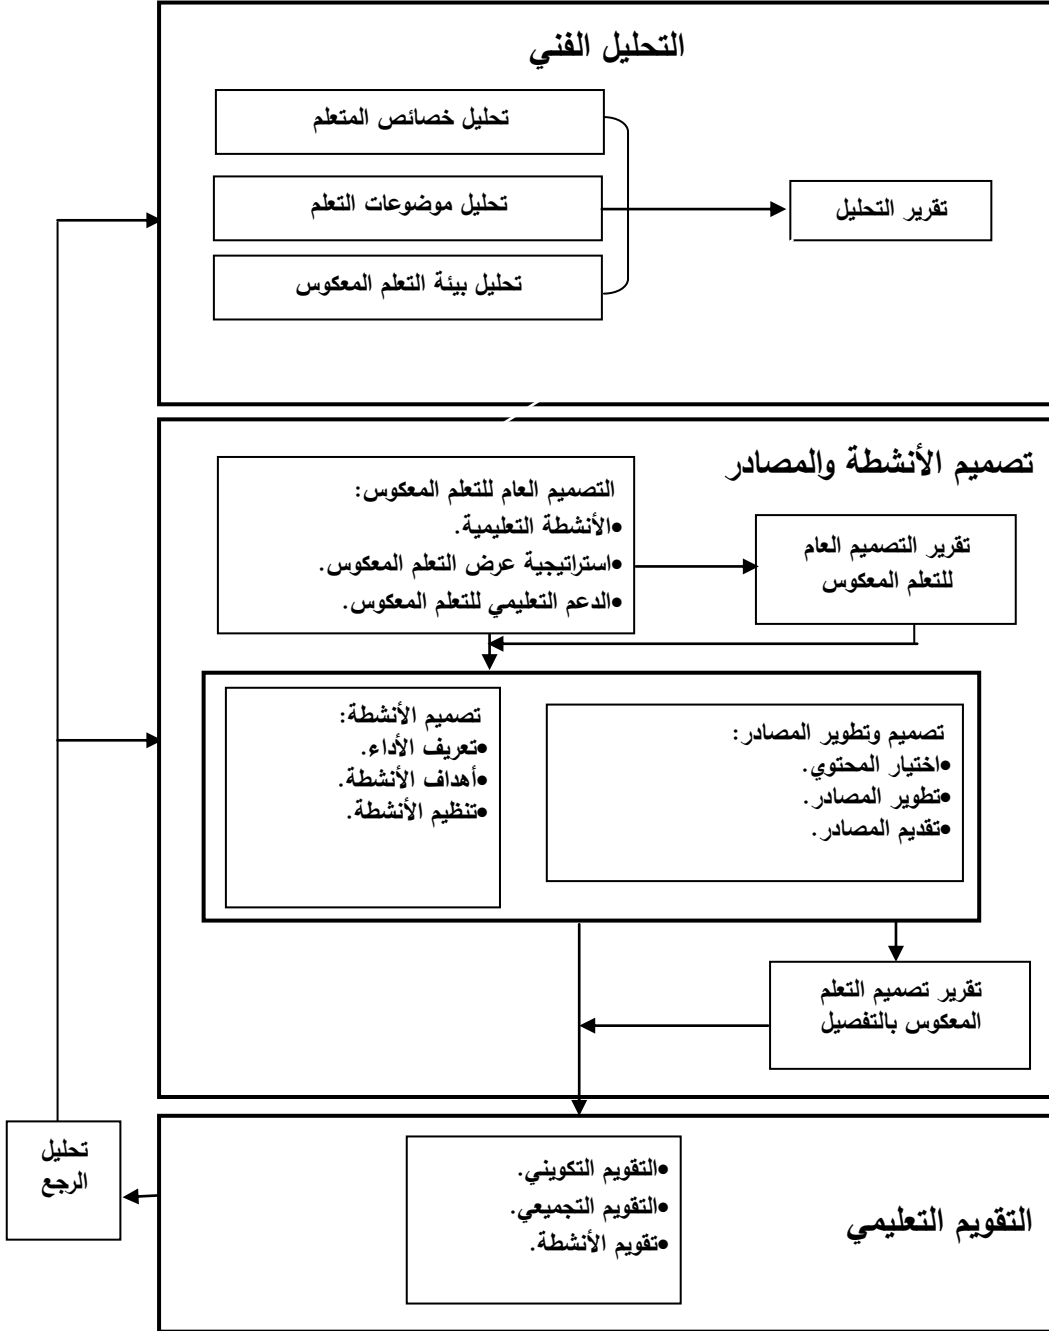 التحليل الفني
تحليل خصائص المتعلم
تحليل موضوعات التعلم
تقرير التحليل
تحليل بيئة التعلم المعكوس
تصميم الأنشطة والمصادر
التصميم العام للتعلم المعكوس:
•الأنشطة التعليمية.
•استراتيجية عرض التعلم المعكوس.
•الدعم التعليمي للتعلم المعكوس.
تقرير التصميم العام
للتعلم المعكوس
تصميم وتطوير المصادر:
•اختيار المحتوي.
•تطوير المصادر.
•تقديم المصادر.
تصميم الأنشطة:
•تعريف الأداء.
•أهداف الأنشطة.
•تنظيم الأنشطة.
تقرير تصميم التعلم
المعكوس بالتفصيل
التقويم التعليمي
•التقويم التكويني.
•التقويم التجميعي.
•تقويم الأنشطة.
تحليل
الرجع